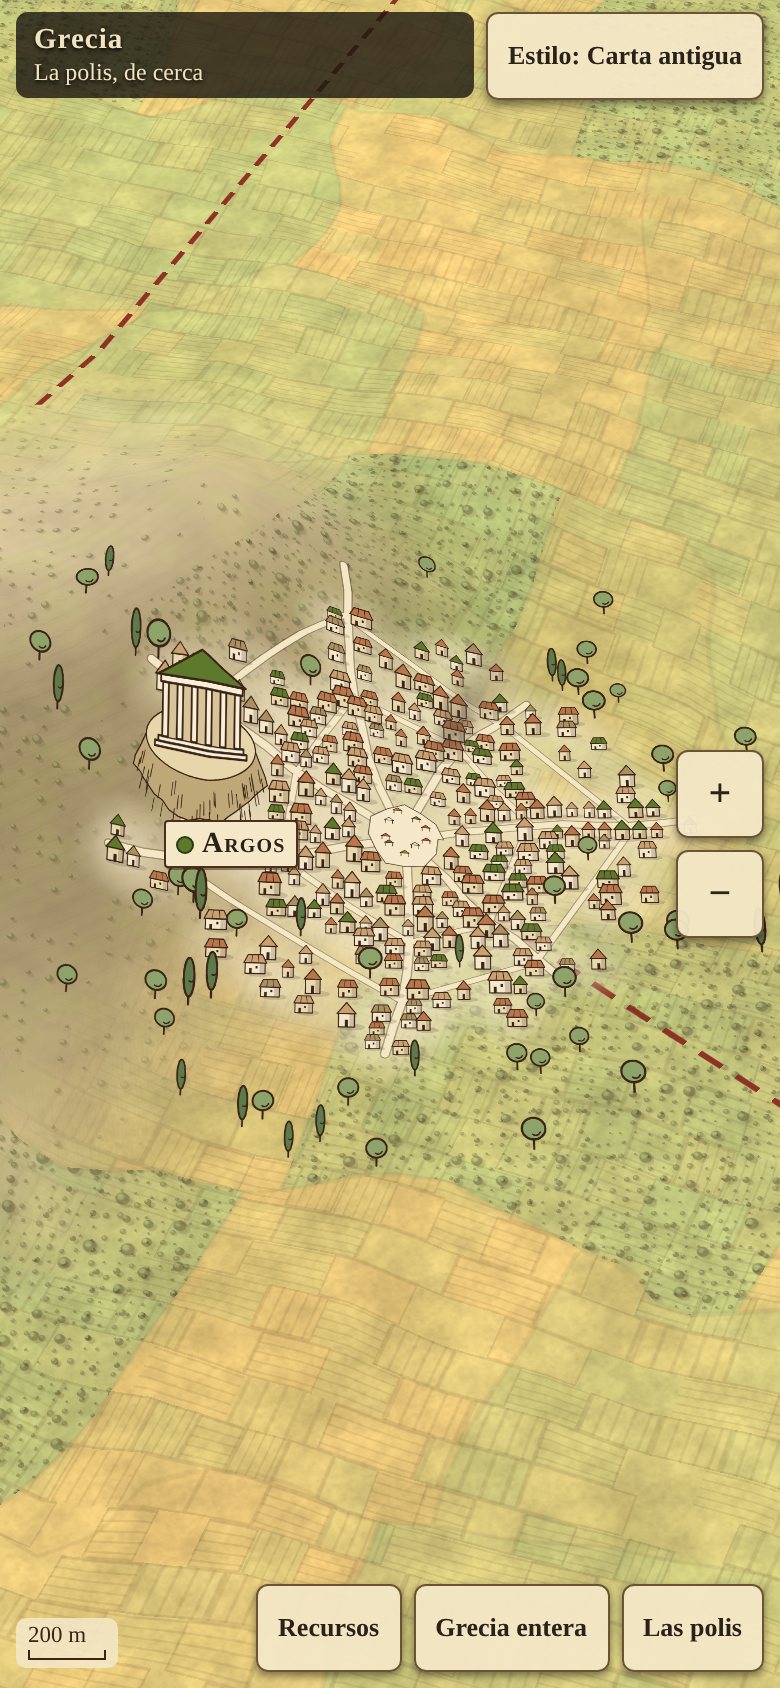 Grecia
La polis, de cerca
Estilo: Carta antigua
Argos
+
−
200 m
Recursos
Grecia entera
Las polis